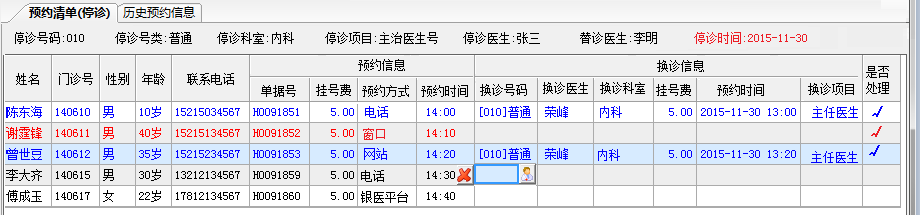 预约清单(停诊) 历史预约信息
停诊号码:010 停诊号类:普通 停诊科室:内科 停诊项目:主治医生号 停诊医生:张三 替诊医生:李明 停诊时间:2015-11-30
姓名 门诊号 性别 年龄 联系电话 预约信息 换诊信息 是否处理
单据号 挂号费 预约方式 预约时间 换诊号码 换诊医生 换诊科室 挂号费 预约时间 换诊项目
陈东海 140610 男 10岁 15215034567 H0091851 5.00 电话 14:00 [010]普通 荣峰 内科 5.00 2015-11-30 13:00 主任医生
谢霆锋 140611 男 40岁 15215134567 H0091852 5.00 窗口 14:10
曾世豆 140612 男 35岁 15215234567 H0091853 5.00 网站 14:20 [010]普通 荣峰 内科 5.00 2015-11-30 13:20 主任医生
李大齐 140615 男 30岁 13212134567 H0091859 5.00 电话 14:30
傅成玉 140617 女 22岁 17812134567 H0091860 5.00 银医平台 14:40